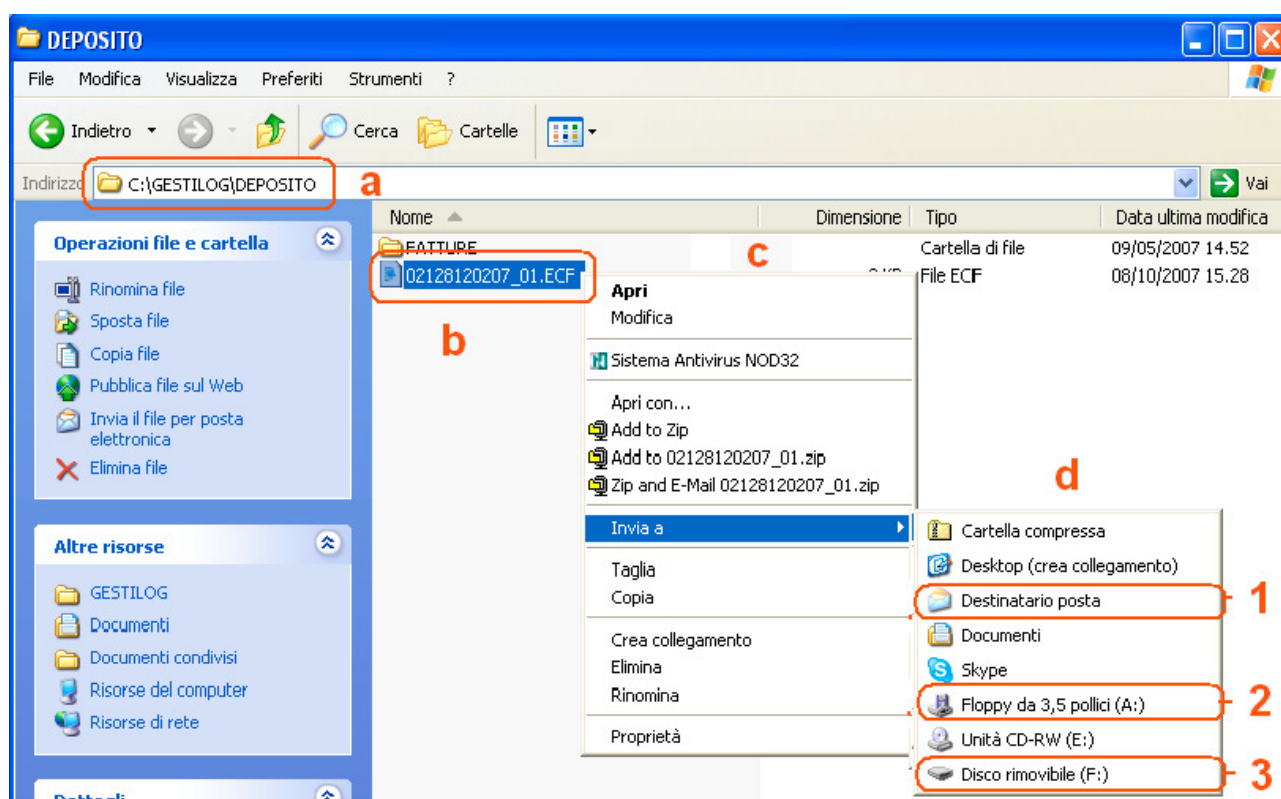 DEPOSITO
File Modifica Visualizza Preferiti Strumenti ?
Indietro Cerca Cartelle
Indirizzo C:\GESTILOG\DEPOSITO a Vai
Nome Dimensione Tipo Data ultima modifica
FATTURE Cartella di file 09/05/2007 14.52
02128120207_01.ECF File ECF 08/10/2007 15.28
b
c
d
Operazioni file e cartella
Rinomina file
Sposta file
Copia file
Pubblica file sul Web
Invia il file per posta
elettronica
Elimina file
Altre risorse
GESTILOG
Documenti
Documenti condivisi
Risorse del computer
Risorse di rete
Apri
Modifica
Sistema Antivirus NOD32
Apri con...
Add to Zip
Add to 02128120207_01.zip
Zip and E-Mail 02128120207_01.zip
Invia a
Taglia
Copia
Crea collegamento
Elimina
Rinomina
Proprietà
Cartella compressa
Desktop (crea collegamento)
Destinatario posta 1
Documenti
Skype
Floppy da 3,5 pollici (A:) 2
Unità CD-RW (E:)
Disco rimovibile (F:) 3